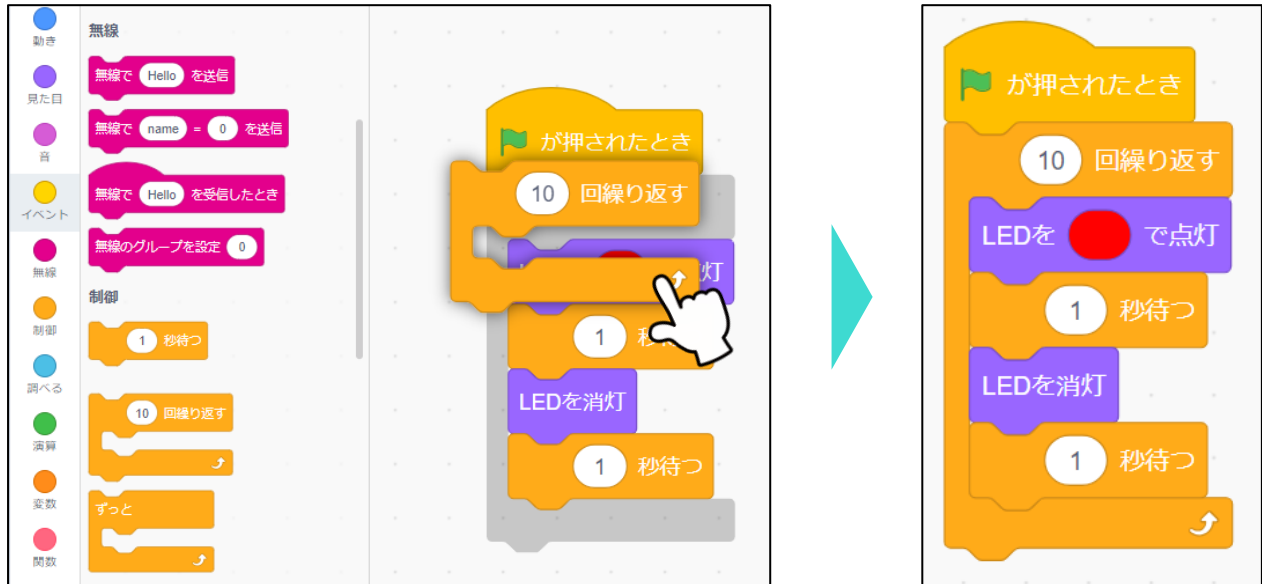 動き
見た目
音
イベント
無線
制御
調べる
演算
変数
関数
無線
無線で Hello を送信
無線で name = 0 を送信
無線で Hello を受信したとき
無線のグループを設定 0
制御
1 秒待つ
10 回繰り返す
ずっと
が押されたとき
10 回繰り返す
灯
1 秒
LEDを消灯
1 秒待つ
が押されたとき
10 回繰り返す
LEDを で点灯
1 秒待つ
LEDを消灯
1 秒待つ